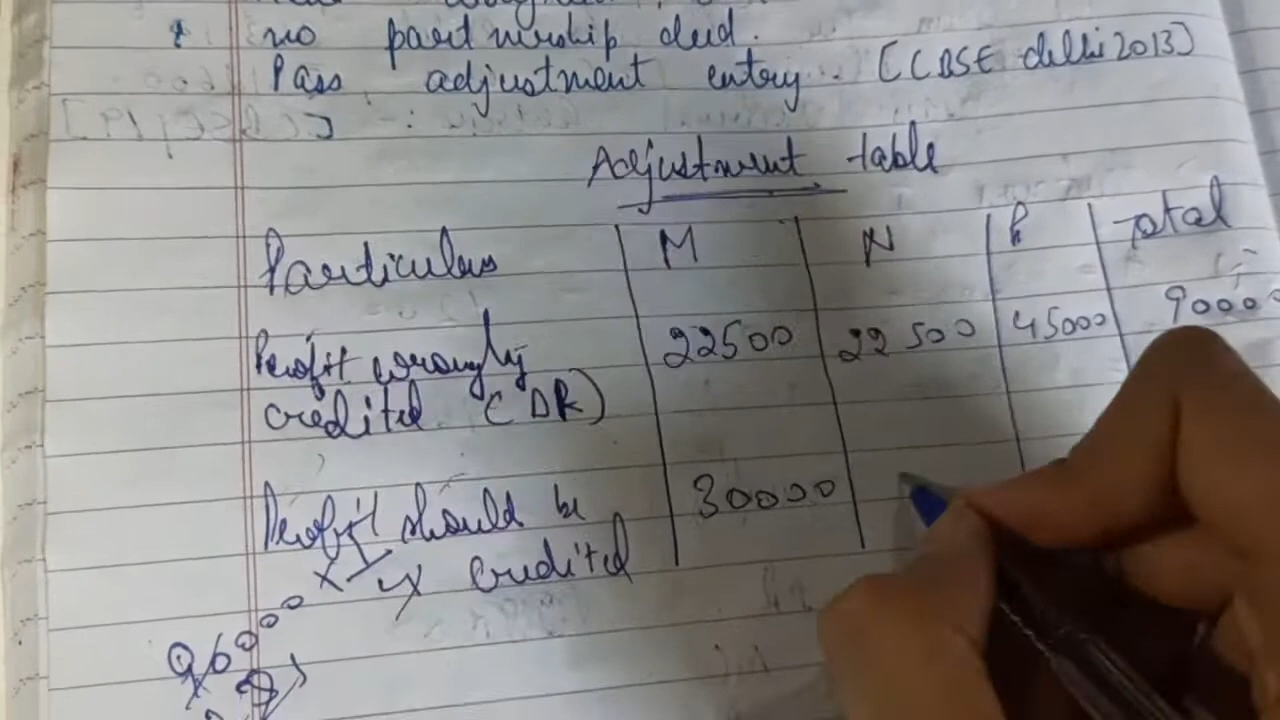 no partnership deed.
Pass adjustment entry. [CBSE delhi 2013]
Adjustment table
Particulars M N P Total
Profit wrongly credited (DR) 22500 22500 45000 90000
Profit should be credited 30000